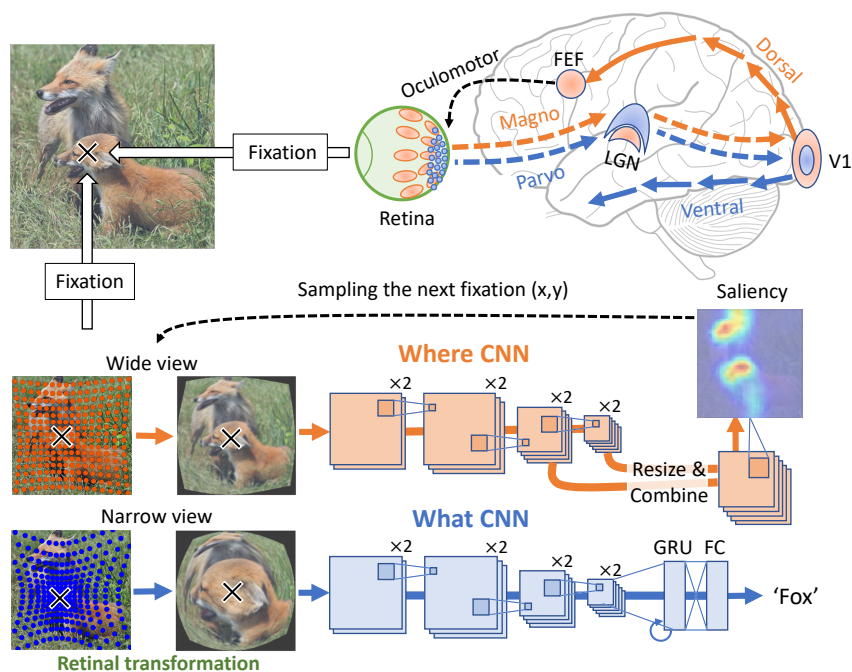 Oculomotor
FEF
Dorsal
Magno
Fixation
LGN
V1
Parvo
Retina
Ventral
Fixation
Sampling the next fixation (x,y)
Saliency
Wide view
Where CNN
×2
×2
×2
×2
Resize &
Combine
Narrow view
What CNN
×2
×2
×2
×2
GRU
FC
'Fox'
Retinal transformation